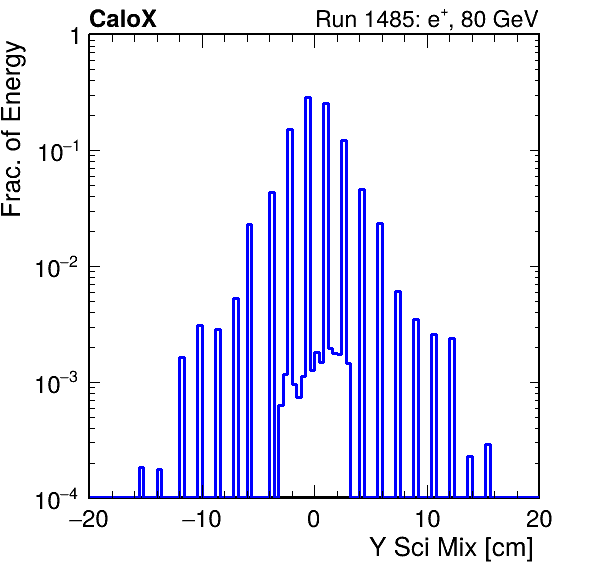 CaloX Run 1485: e⁺, 80 GeV
Frac. of Energy
1
10⁻¹
10⁻²
10⁻³
10⁻⁴
−20 −10 0 10 20
Y Sci Mix [cm]